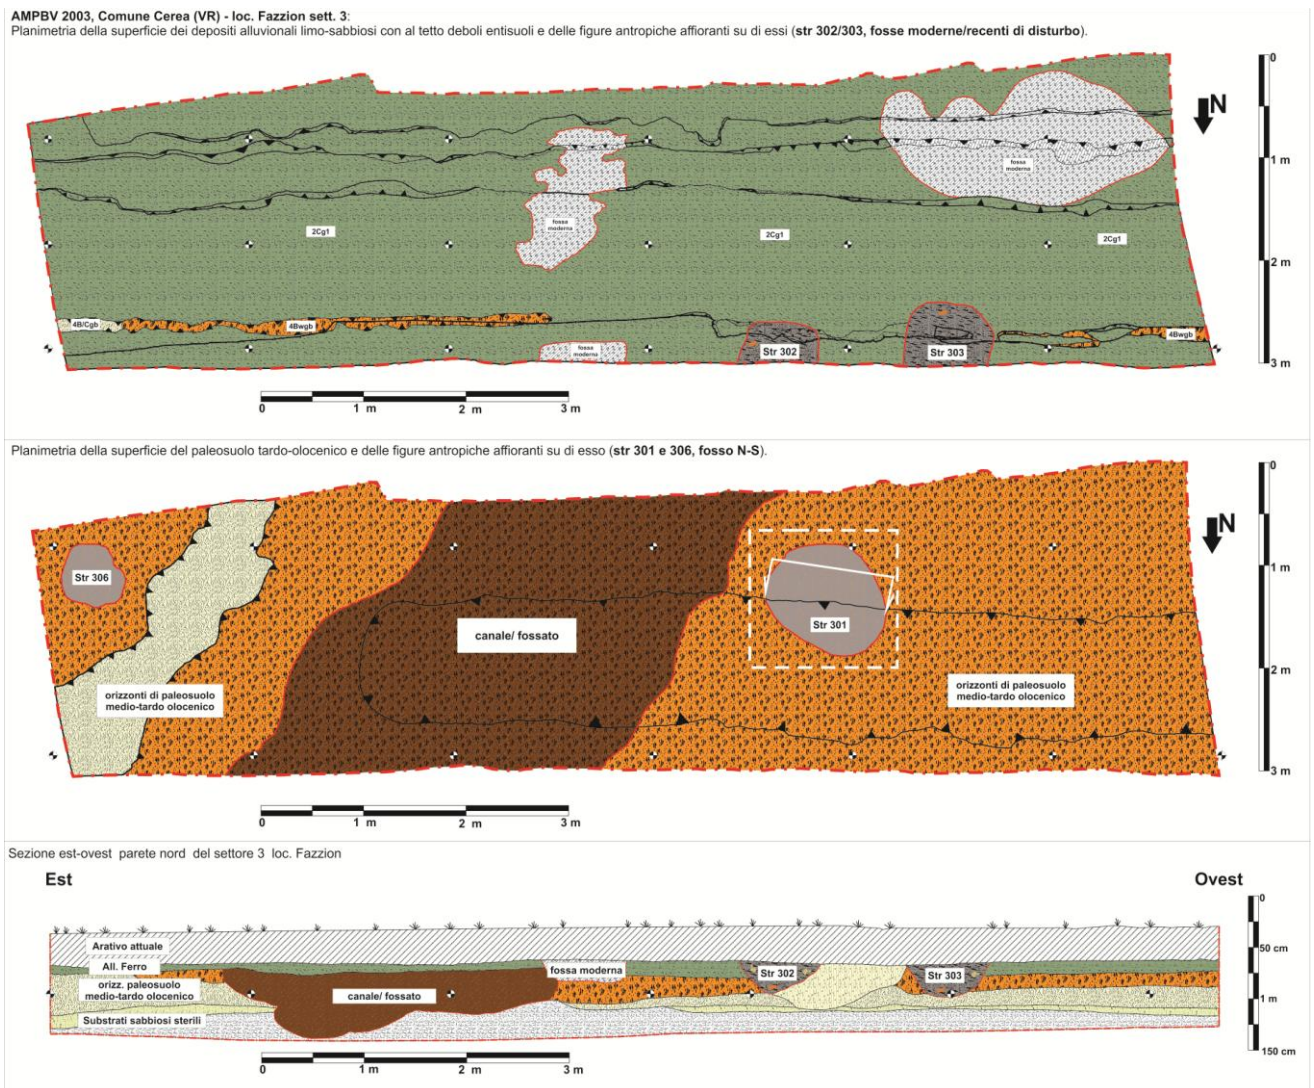 AMPBV 2003, Comune Cerea (VR) - loc. Fazzion sett. 3:
Planimetria della superficie dei depositi alluvionali limo-sabbiosi con al tetto deboli entisuoli e delle figure antropiche affioranti su di essi (str 302/303, fosse moderne/recenti di disturbo).
0
N
fossa
moderna
1 m
fossa
moderna
2Cg1
2Cg1
2Cg1
2 m
4B/Cgb
4Bwgb
4Bwgb
fossa
moderna
Str 302
Str 303
3 m
0
1 m
2 m
3 m
Planimetria della superficie del paleosuolo tardo-olocenico e delle figure antropiche affioranti su di esso (str 301 e 306, fosso N-S).
0
N
Str 306
1 m
canale/ fossato
Str 301
2 m
orizzonti di paleosuolo
medio-tardo olocenico
orizzonti di paleosuolo
medio-tardo olocenico
3 m
0
1 m
2 m
3 m
Sezione est-ovest parete nord del settore 3 loc. Fazzion
Est
Ovest
0
Arativo attuale
50 cm
All. Ferro
fossa moderna
Str 302
Str 303
orizz. paleosuolo
medio-tardo olocenico
canale/ fossato
1 m
Substrati sabbiosi sterili
150 cm
0
1 m
2 m
3 m